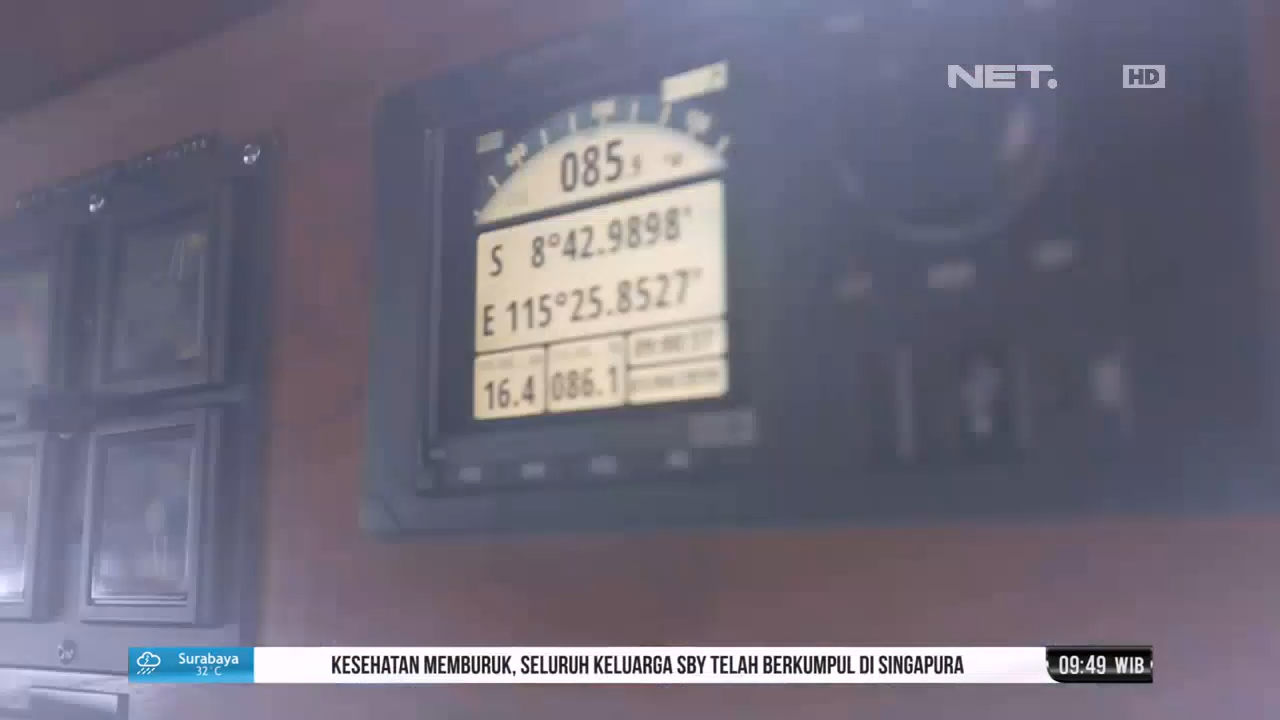 NET. HD
085.9
S 8°42.9898'
E 115°25.8527'
16.4 086.1
Surabaya
32°C
KESEHATAN MEMBURUK, SELURUH KELUARGA SBY TELAH BERKUMPUL DI SINGAPURA
09:49 WIB